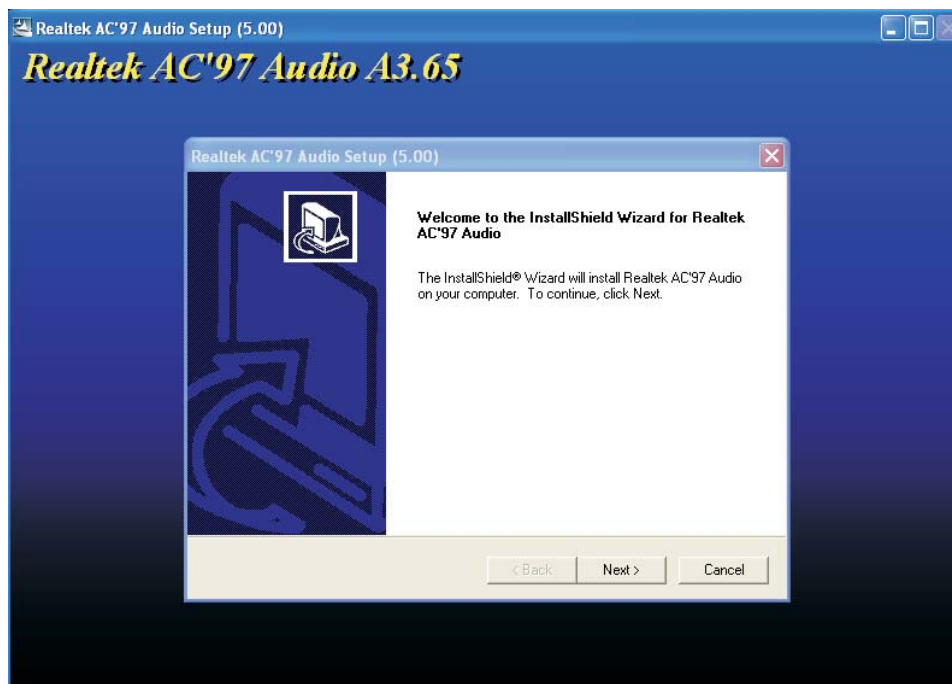 Realtek AC'97 Audio Setup (5.00)
Realtek AC'97 Audio A3.65
Realtek AC'97 Audio Setup (5.00)
Welcome to the InstallShield Wizard for Realtek
AC'97 Audio
The InstallShield® Wizard will install Realtek AC'97 Audio
on your computer. To continue, click Next.
< Back
Next >
Cancel